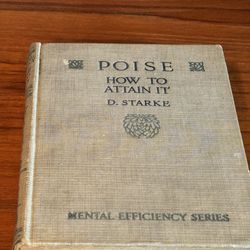 POISE
HOW TO
ATTAIN IT
D. STARKE
MENTAL EFFICIENCY SERIES